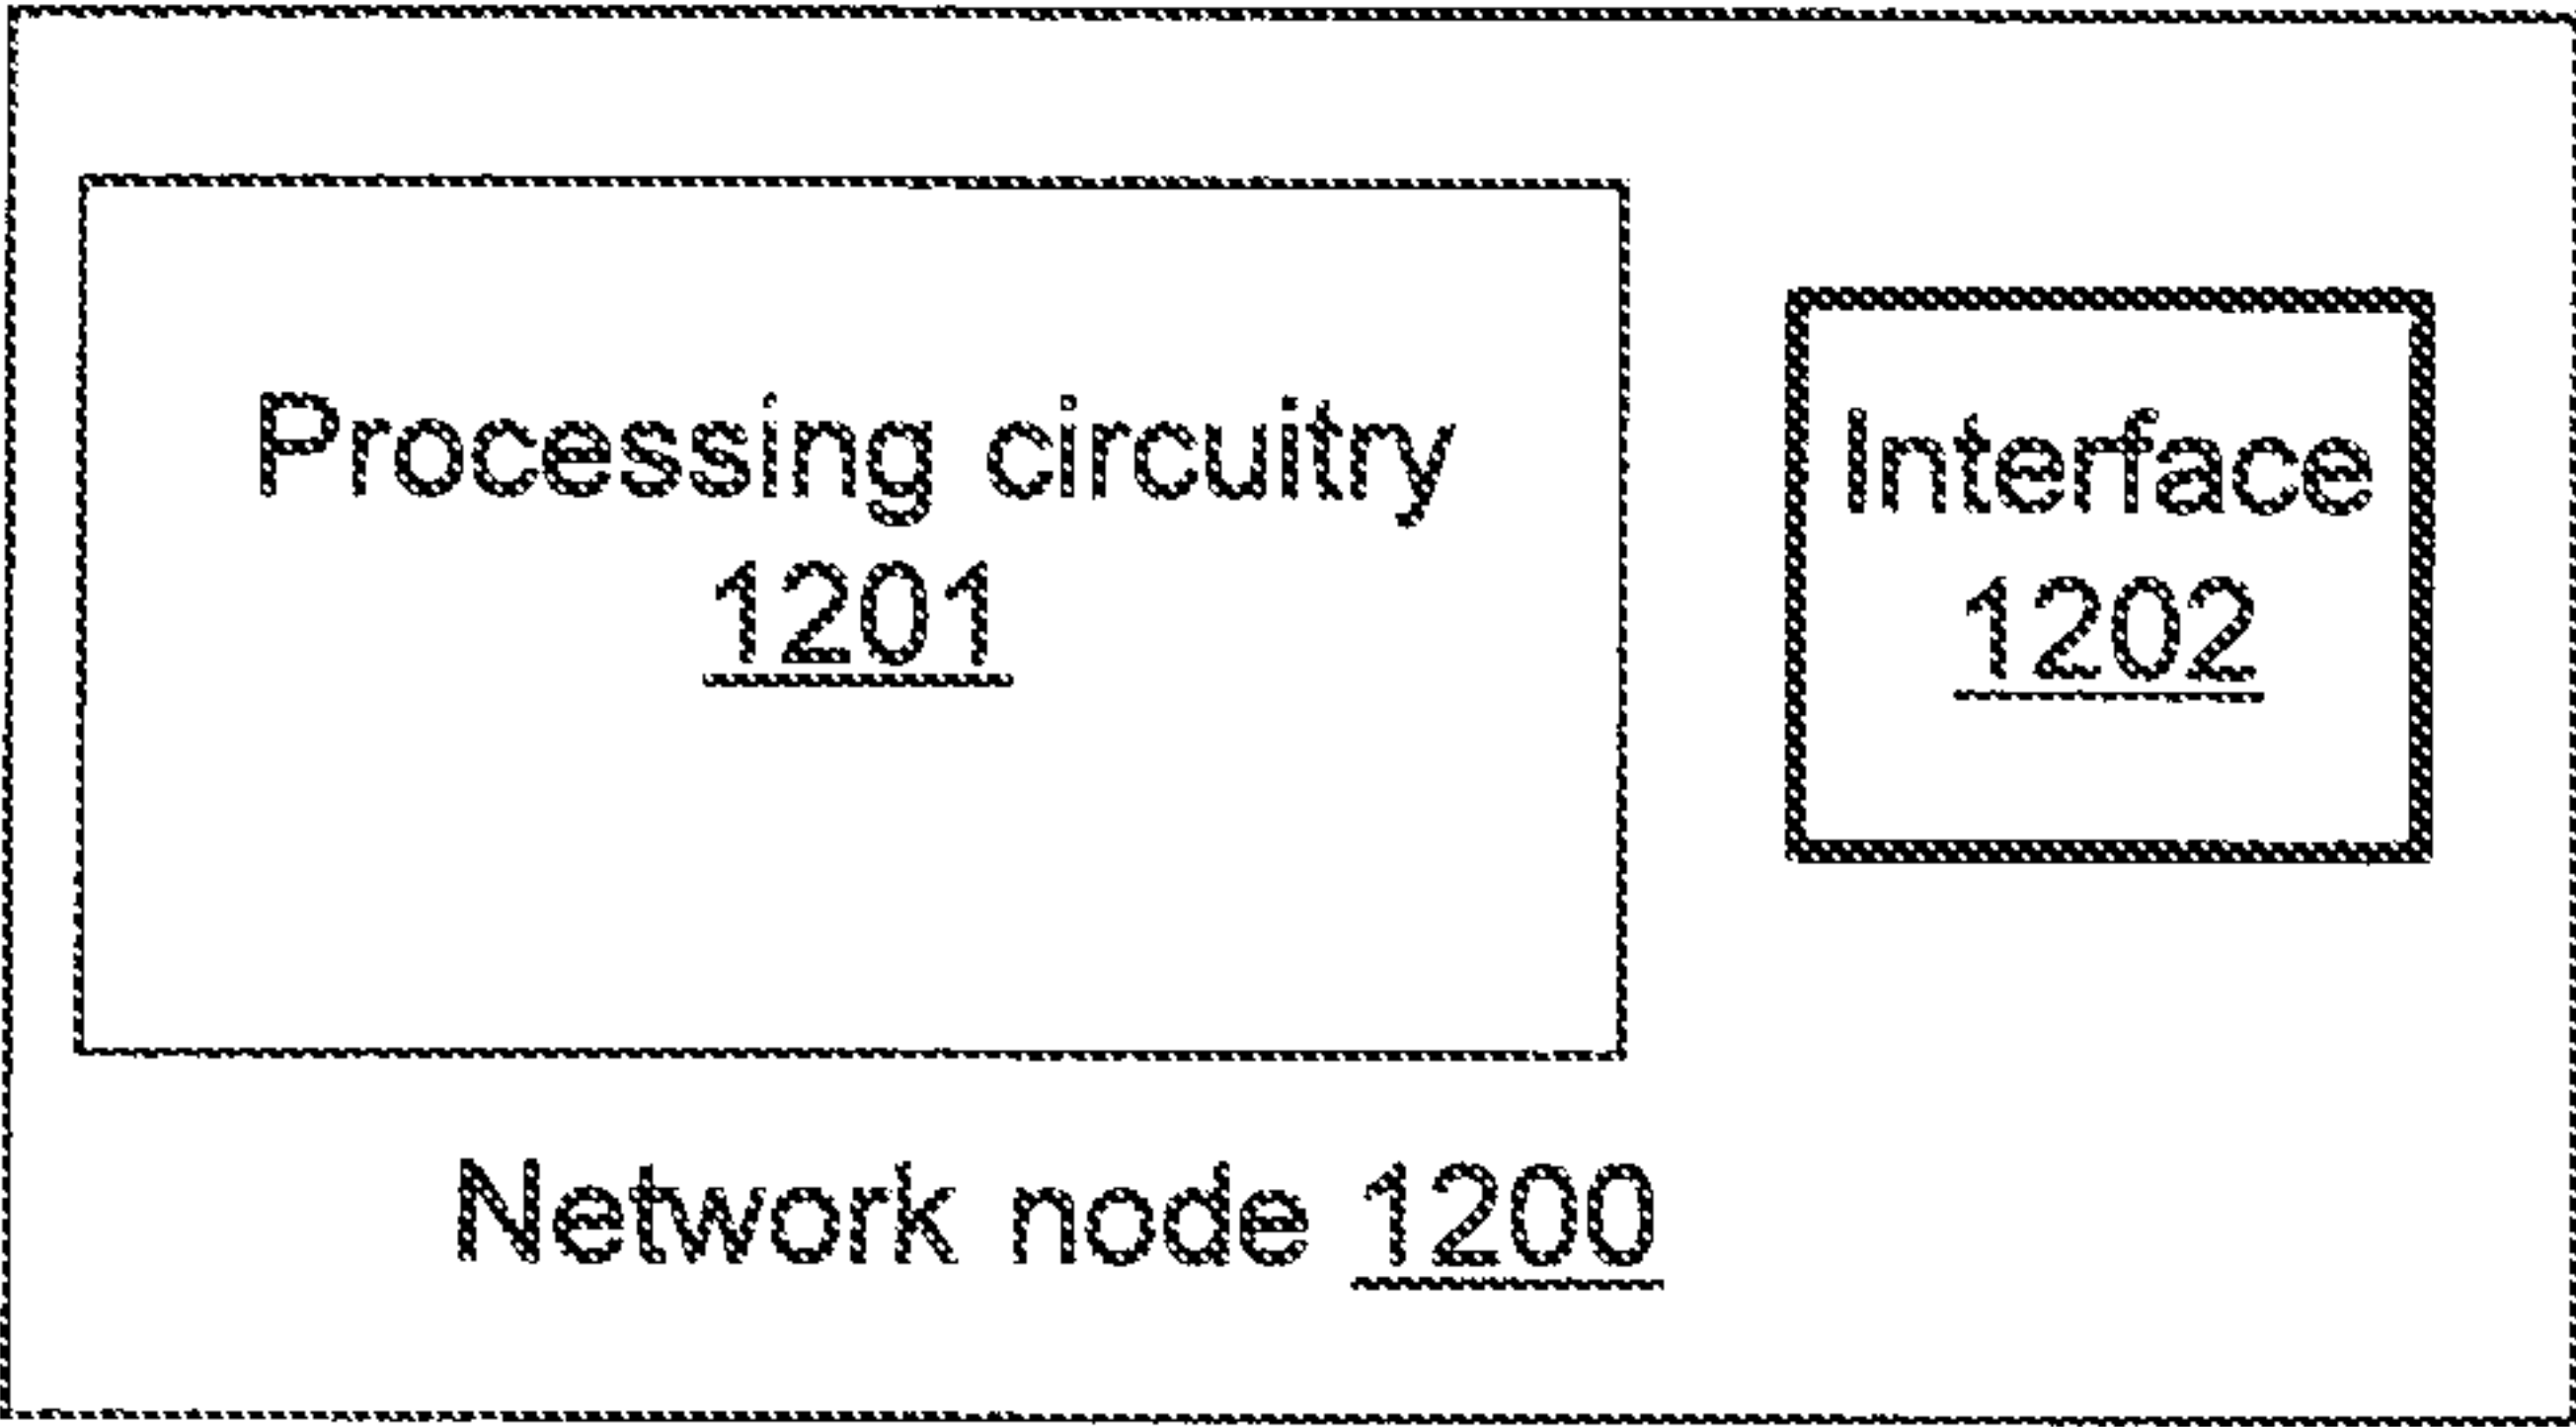 Processing circuitry
1201
Interface
1202
Network node 1200